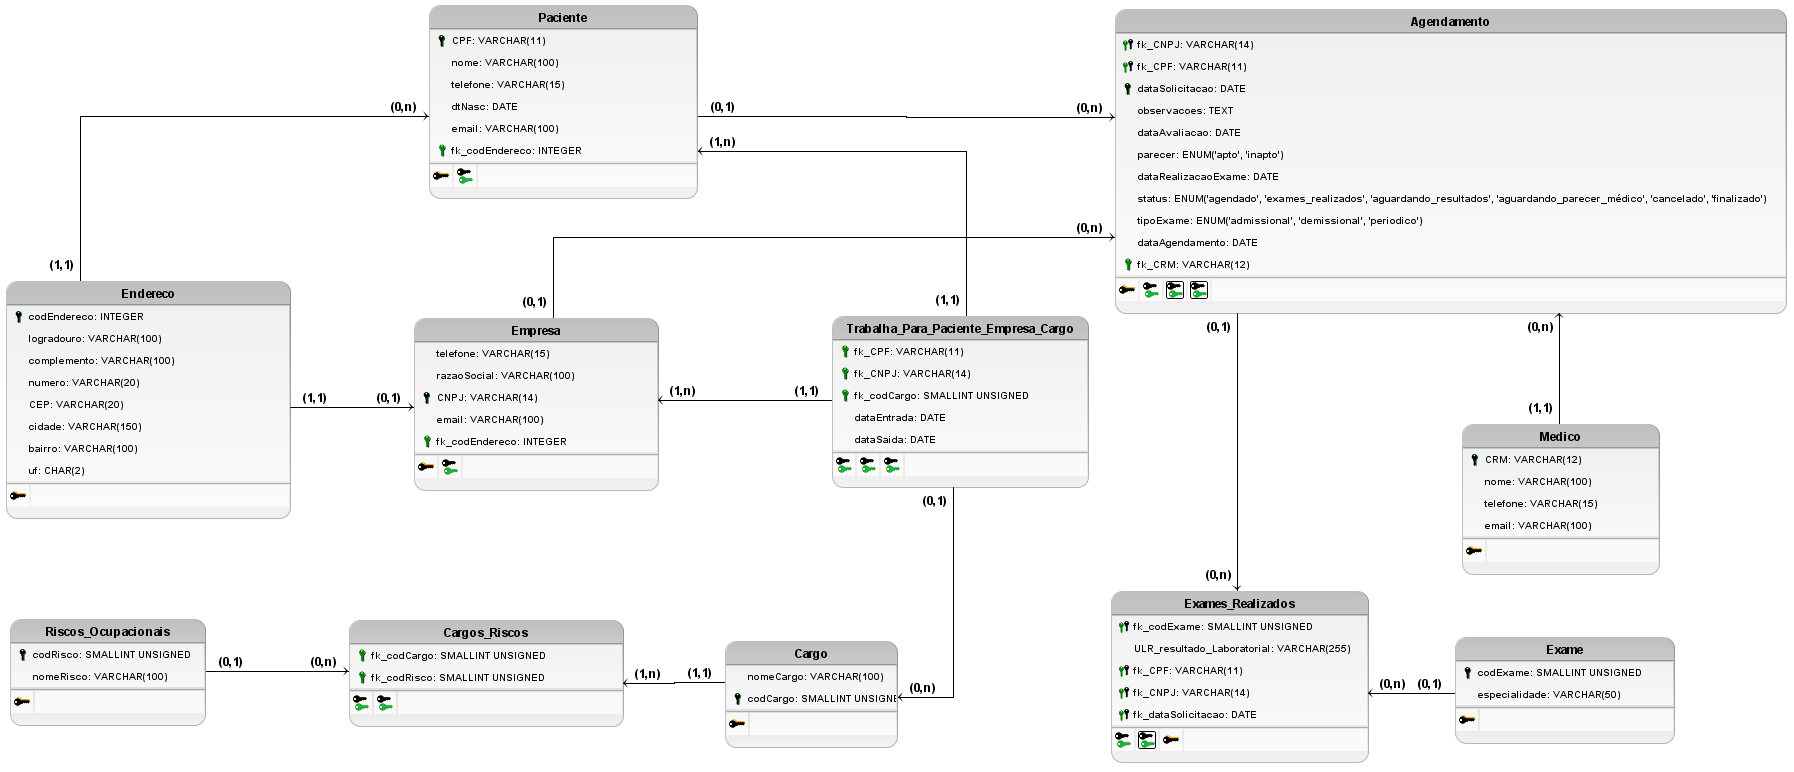 Paciente
CPF: VARCHAR(11)
nome: VARCHAR(100)
telefone: VARCHAR(15)
dtNasc: DATE
email: VARCHAR(100)
fk_codEndereco: INTEGER
(0,n)
(0,1)
(0,n)
(1,n)
Agendamento
fk_CNPJ: VARCHAR(14)
fk_CPF: VARCHAR(11)
dataSolicitacao: DATE
observacoes: TEXT
dataAvaliacao: DATE
parecer: ENUM('apto', 'inapto')
dataRealizacaoExame: DATE
status: ENUM('agendado', 'exames_realizados', 'aguardando_resultados', 'aguardando_parecer_médico', 'cancelado', 'finalizado')
tipoExame: ENUM('admissional', 'demissional', 'periodico')
dataAgendamento: DATE
fk_CRM: VARCHAR(12)
(0,n)
(1,1)
(0,1)
(1,1)
(0,1)
(0,n)
Endereco
codEndereco: INTEGER
logradouro: VARCHAR(100)
complemento: VARCHAR(100)
numero: VARCHAR(20)
CEP: VARCHAR(20)
cidade: VARCHAR(150)
bairro: VARCHAR(100)
uf: CHAR(2)
(1,1)
(0,1)
Empresa
telefone: VARCHAR(15)
razaoSocial: VARCHAR(100)
CNPJ: VARCHAR(14)
email: VARCHAR(100)
fk_codEndereco: INTEGER
(1,n)
(1,1)
Trabalha_Para_Paciente_Empresa_Cargo
fk_CPF: VARCHAR(11)
fk_CNPJ: VARCHAR(14)
fk_codCargo: SMALLINT UNSIGNED
dataEntrada: DATE
dataSaida: DATE
(0,1)
(1,1)
Medico
CRM: VARCHAR(12)
nome: VARCHAR(100)
telefone: VARCHAR(15)
email: VARCHAR(100)
(0,n)
Riscos_Ocupacionais
codRisco: SMALLINT UNSIGNED
nomeRisco: VARCHAR(100)
(0,1)
(0,n)
Cargos_Riscos
fk_codCargo: SMALLINT UNSIGNED
fk_codRisco: SMALLINT UNSIGNED
(1,n)
(1,1)
Cargo
nomeCargo: VARCHAR(100)
codCargo: SMALLINT UNSIGNE
(0,n)
Exames_Realizados
fk_codExame: SMALLINT UNSIGNED
ULR_resultado_Laboratorial: VARCHAR(255)
fk_CPF: VARCHAR(11)
fk_CNPJ: VARCHAR(14)
fk_dataSolicitacao: DATE
(0,n)
(0,1)
Exame
codExame: SMALLINT UNSIGNED
especialidade: VARCHAR(50)